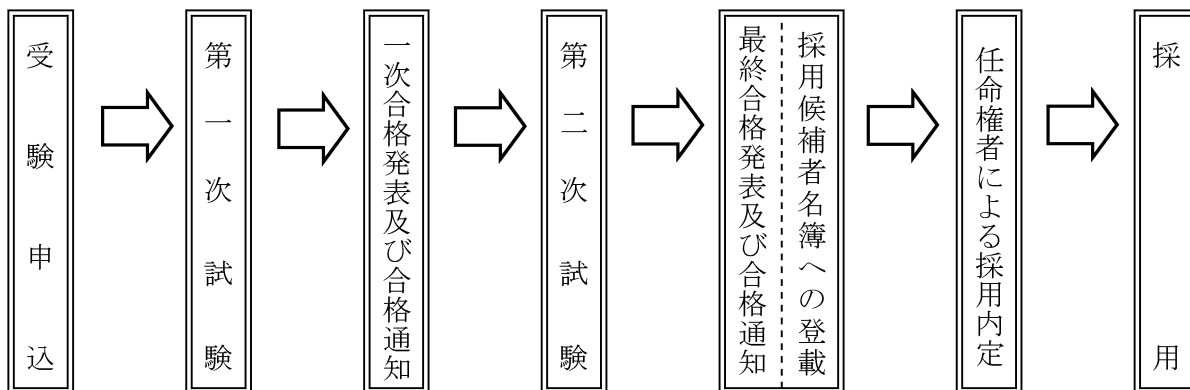 受験申込
第一次試験
一次合格発表及び合格通知
第二次試験
最終合格発表及び合格通知
採用候補者名簿への登載
任命権者による採用内定
採用